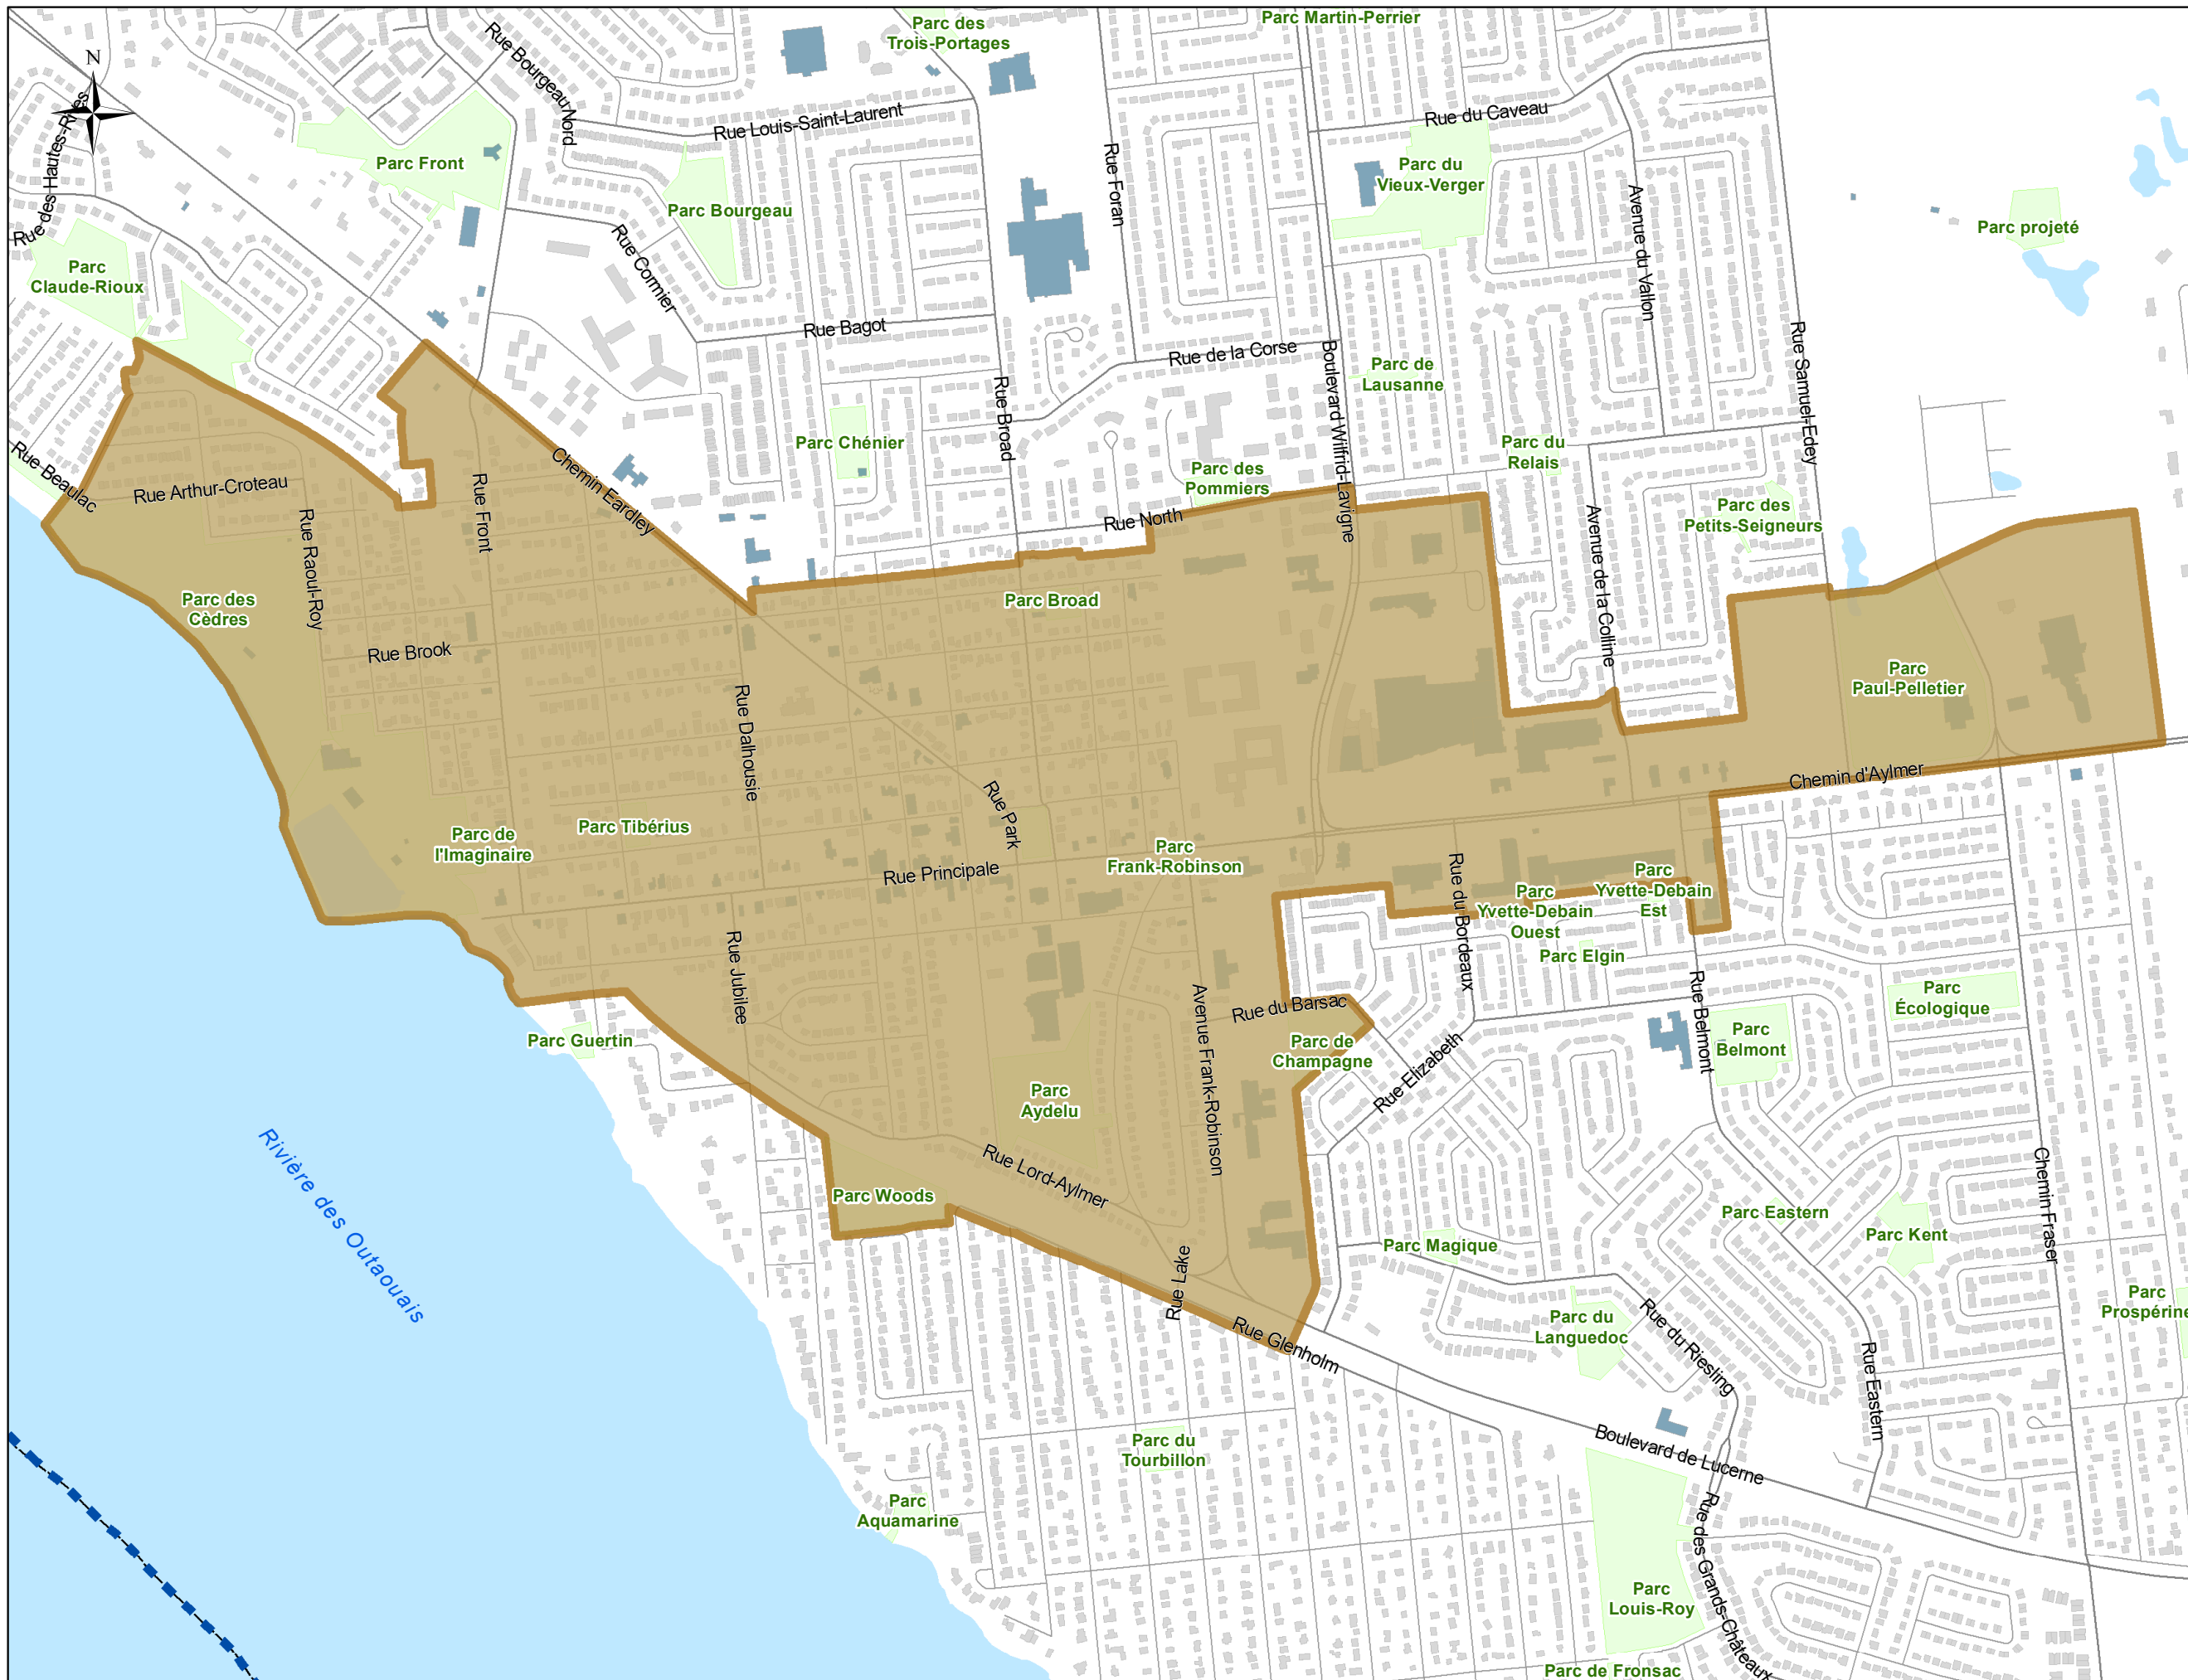 Parc des
Trois-Portages
Parc Martin-Perrier
Rue Bourgeau Nord
N
Rue des Hautes-Rives
Rue Louis-Saint-Laurent
Rue du Caveau
Parc Front
Parc du
Vieux-Verger
Rue Foran
Parc Bourgeau
Avenue du Vallon
Parc projeté
Parc
Claude-Rioux
Rue Cormier
Rue Bagot
Rue de la Corse
Boulevard Wilfrid-Lavigne
Rue Samuel-Edey
Parc de
Lausanne
Rue Broad
Parc Chénier
Parc du
Relais
Rue Beaulac
Rue Arthur-Croteau
Rue Front
Chemin Eardley
Parc des
Pommiers
Parc des
Petits-Seigneurs
Rue North
Rue Raoul-Roy
Avenue de la Colline
Parc des
Cèdres
Parc Broad
Rue Brook
Parc
Paul-Pelletier
Rue Dalhousie
Chemin d'Aylmer
Rue Park
Parc de
l'Imaginaire
Parc Tibérius
Parc
Frank-Robinson
Rue Principale
Rue du Bordeaux
Parc
Yvette-Debain
Ouest
Parc
Yvette-Debain
Est
Rue Jubilee
Parc Elgin
Rue du Barsac
Avenue Frank-Robinson
Rue Belmont
Parc
Écologique
Parc Guertin
Parc de
Champagne
Parc
Belmont
Rue Elizabeth
Parc
Aydelu
Rivière des Outaouais
Rue Lord-Aylmer
Parc Woods
Chemin Fraser
Parc Eastern
Parc Kent
Parc Magique
Rue Lake
Rue Glenholm
Parc du
Languedoc
Rue du Riesling
Parc
Prospérine
Rue Eastern
Parc du
Tourbillon
Boulevard de Lucerne
Parc
Aquamarine
Rue des Grands-Châteaux
Parc
Louis-Roy
Parc de Fronsac